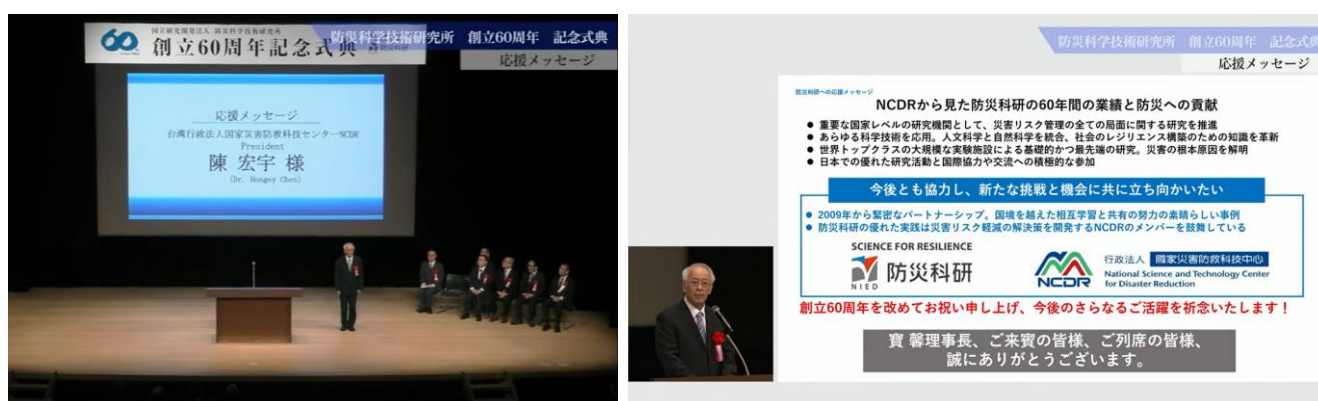 60
国立研究開発法人 防災科学技術研究所
創立60周年記念式典
防災科研
防災科学技術研究所 創立60周年 記念式典
応援メッセージ
応援メッセージ
台湾行政法人国家災害防救科技センターNCDR
President
陳 宏宇 様
(Dr. Hongey Chen)
防災科学技術研究所 創立60周年 記念式典
応援メッセージ
防災科研への応援メッセージ
NCDRから見た防災科研の60年間の業績と防災への貢献
● 重要な国家レベルの研究機関として、災害リスク管理の全ての局面に関する研究を推進
● あらゆる科学技術を応用。人文科学と自然科学を統合、社会のレジリエンス構築のための知識を革新
● 世界トップクラスの大規模な実験施設による基礎的かつ最先端の研究。災害の根本原因を解明
● 日本での優れた研究活動と国際協力や交流への積極的な参加
今後とも協力し、新たな挑戦と機会に共に立ち向かいたい
● 2009年から緊密なパートナーシップ。国境を越えた相互学習と共有の努力の素晴らしい事例
● 防災科研の優れた実践は災害リスク軽減の解決策を開発するNCDRのメンバーを鼓舞している
SCIENCE FOR RESILIENCE
NIED 防災科研
NCDR
行政法人 國家災害防救科技中心
National Science and Technology Center
for Disaster Reduction
創立60周年を改めてお祝い申し上げ、今後のさらなるご活躍を祈念いたします！
寶 馨理事長、ご来賓の皆様、ご列席の皆様、
誠にありがとうございます。